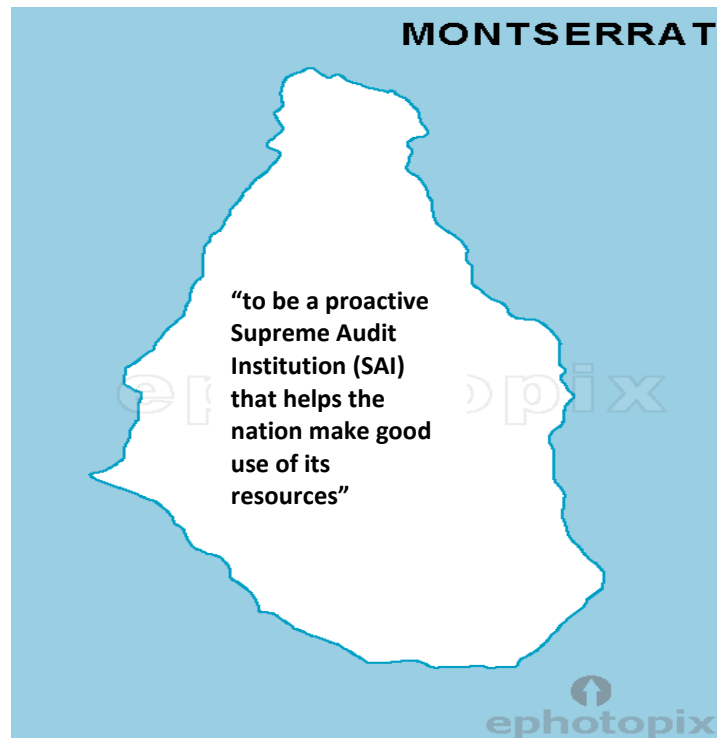 MONTSERRAT
“to be a proactive
Supreme Audit
Institution (SAI)
that helps the
nation make good
use of its
resources”
ephotopix
ephotopix